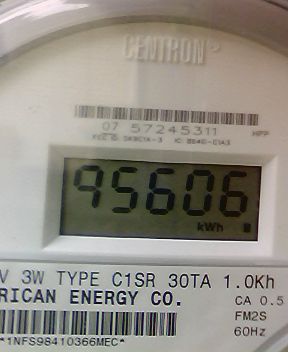 CENTRON®
07 57245311
HPP
95606
kWh
V 3W TYPE C1SR 30TA 1.0Kh
RICAN ENERGY CO.
CA 0.5
FM2S
60Hz
*1NFS98410366MEC*